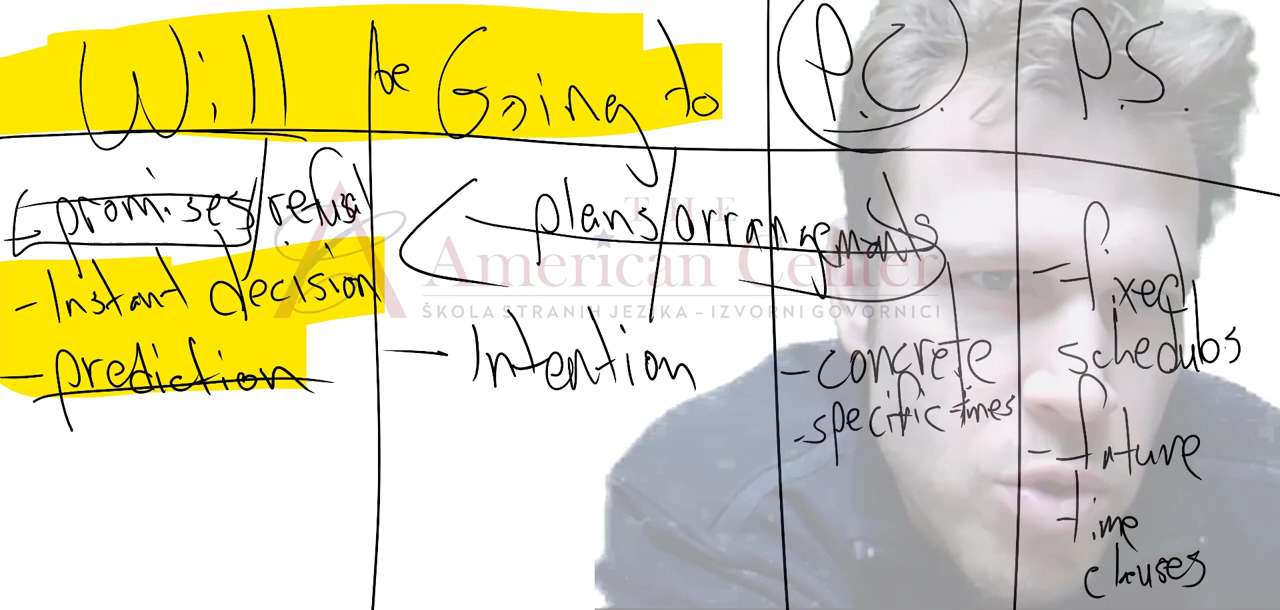 Will be Going to P.C. P.S.
promises/refusal
plans/arrangements
THE
American Center
ŠKOLA STRANIH JEZIKA - IZVORNI GOVORNICI
- Instant decision
- prediction
- Intention
- concrete
- specific times
- fixed
schedules
- future
time
clauses